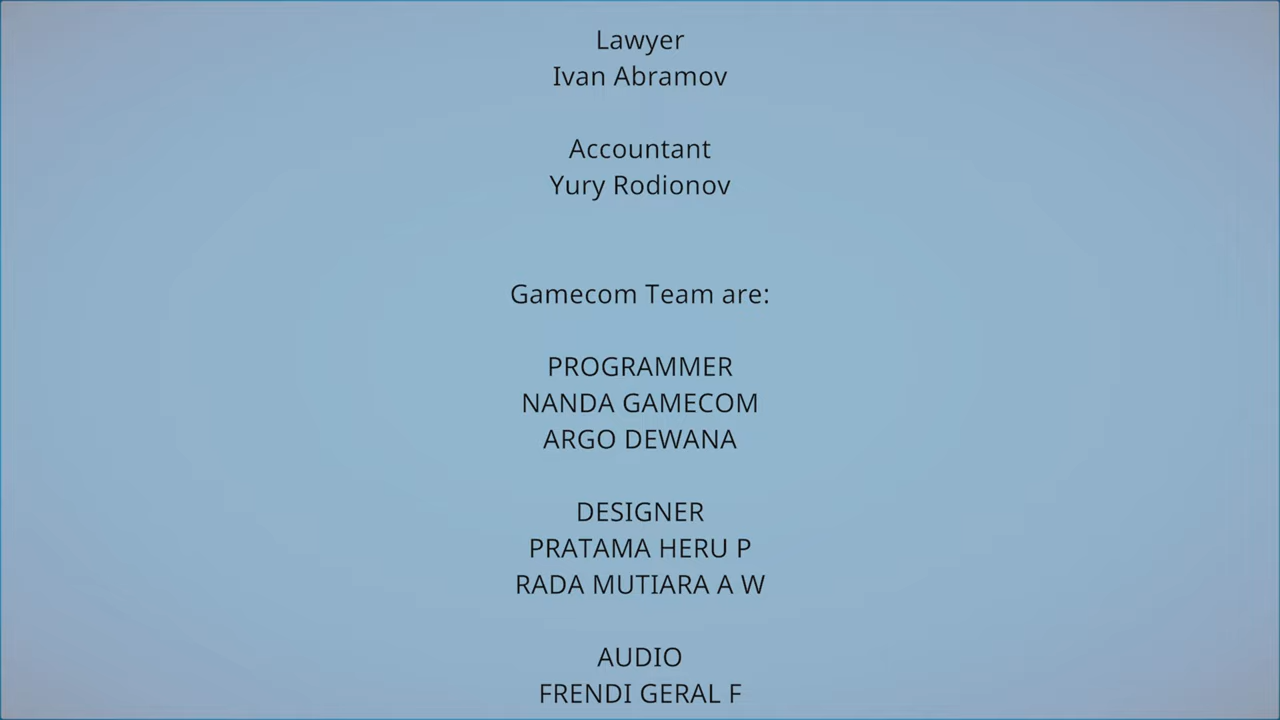 Lawyer
Ivan Abramov
Accountant
Yury Rodionov
Gamecom Team are:
PROGRAMMER
NANDA GAMECOM
ARGO DEWANA
DESIGNER
PRATAMA HERU P
RADA MUTIARA A W
AUDIO
FRENDI GERAL F